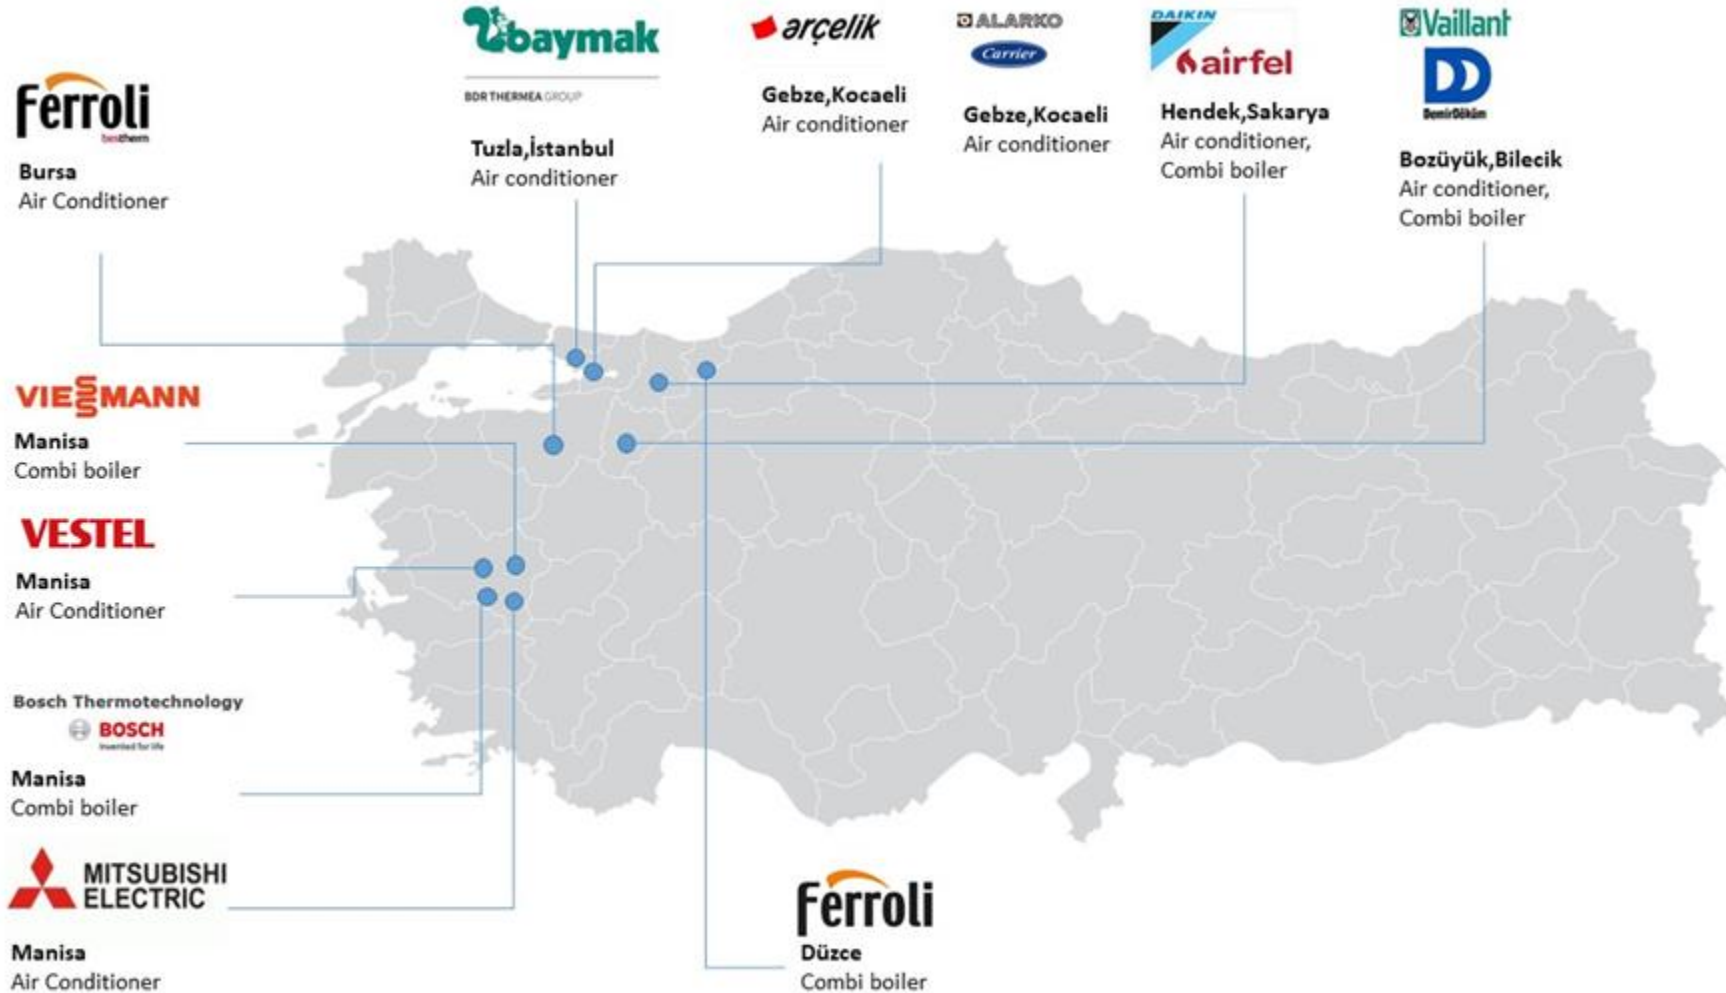 Ferroli
bestherm
Bursa
Air Conditioner
baymak
BDR THERMEA GROUP
Tuzla,İstanbul
Air conditioner
arçelik
Gebze,Kocaeli
Air conditioner
ALARKO
Carrier
Gebze,Kocaeli
Air conditioner
DAIKIN
airfel
Hendek,Sakarya
Air conditioner,
Combi boiler
Vaillant
DemirDöküm
Bozüyük,Bilecik
Air conditioner,
Combi boiler
VIESSMANN
Manisa
Combi boiler
VESTEL
Manisa
Air Conditioner
Bosch Thermotechnology
BOSCH
Invented for life
Manisa
Combi boiler
MITSUBISHI
ELECTRIC
Manisa
Air Conditioner
Ferroli
Düzce
Combi boiler